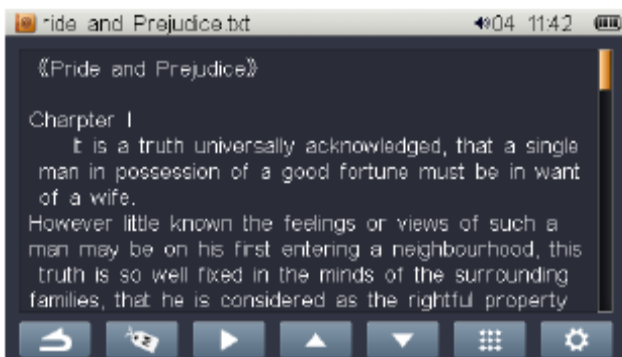 ride and Prejudice.txt 04 11:42
《Pride and Prejudice》
Charpter I
It is a truth universally acknowledged, that a single
man in possession of a good fortune must be in want
of a wife.
However little known the feelings or views of such a
man may be on his first entering a neighbourhood, this
truth is so well fixed in the minds of the surrounding
families, that he is considered as the rightful property